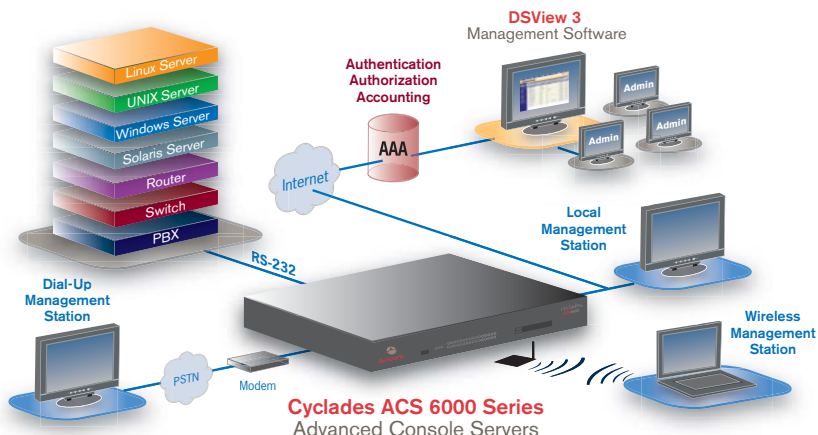 DSView 3
Management Software
Linux Server
UNIX Server
Windows Server
Solaris Server
Router
Switch
PBX
Authentication
Authorization
Accounting
AAA
Admin
Admin
Admin
Internet
RS-232
Local
Management
Station
Dial-Up
Management
Station
Wireless
Management
Station
PSTN
Modem
Cyclades ACS 6000 Series
Advanced Console Servers